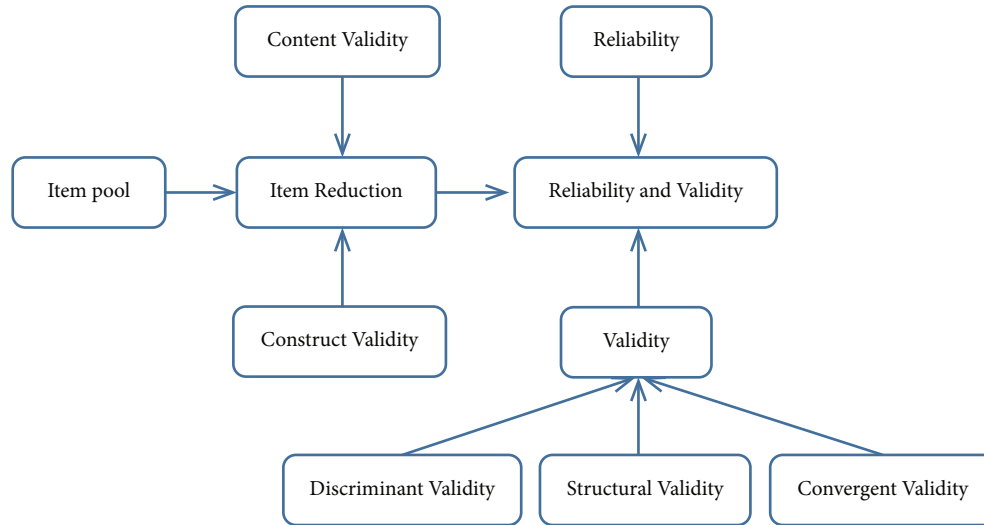 Content Validity
Reliability
Item pool
Item Reduction
Reliability and Validity
Construct Validity
Validity
Discriminant Validity
Structural Validity
Convergent Validity